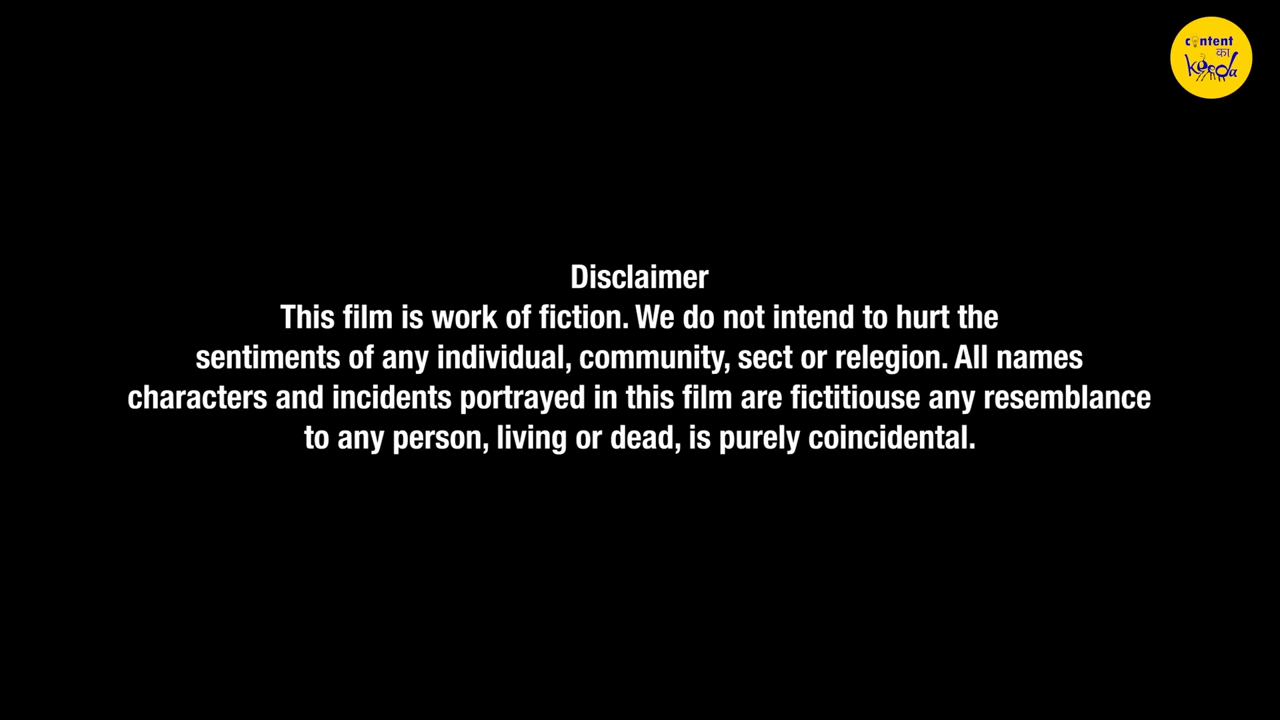 content
का
keeda
Disclaimer
This film is work of fiction. We do not intend to hurt the
sentiments of any individual, community, sect or relegion. All names
characters and incidents portrayed in this film are fictitiouse any resemblance
to any person, living or dead, is purely coincidental.